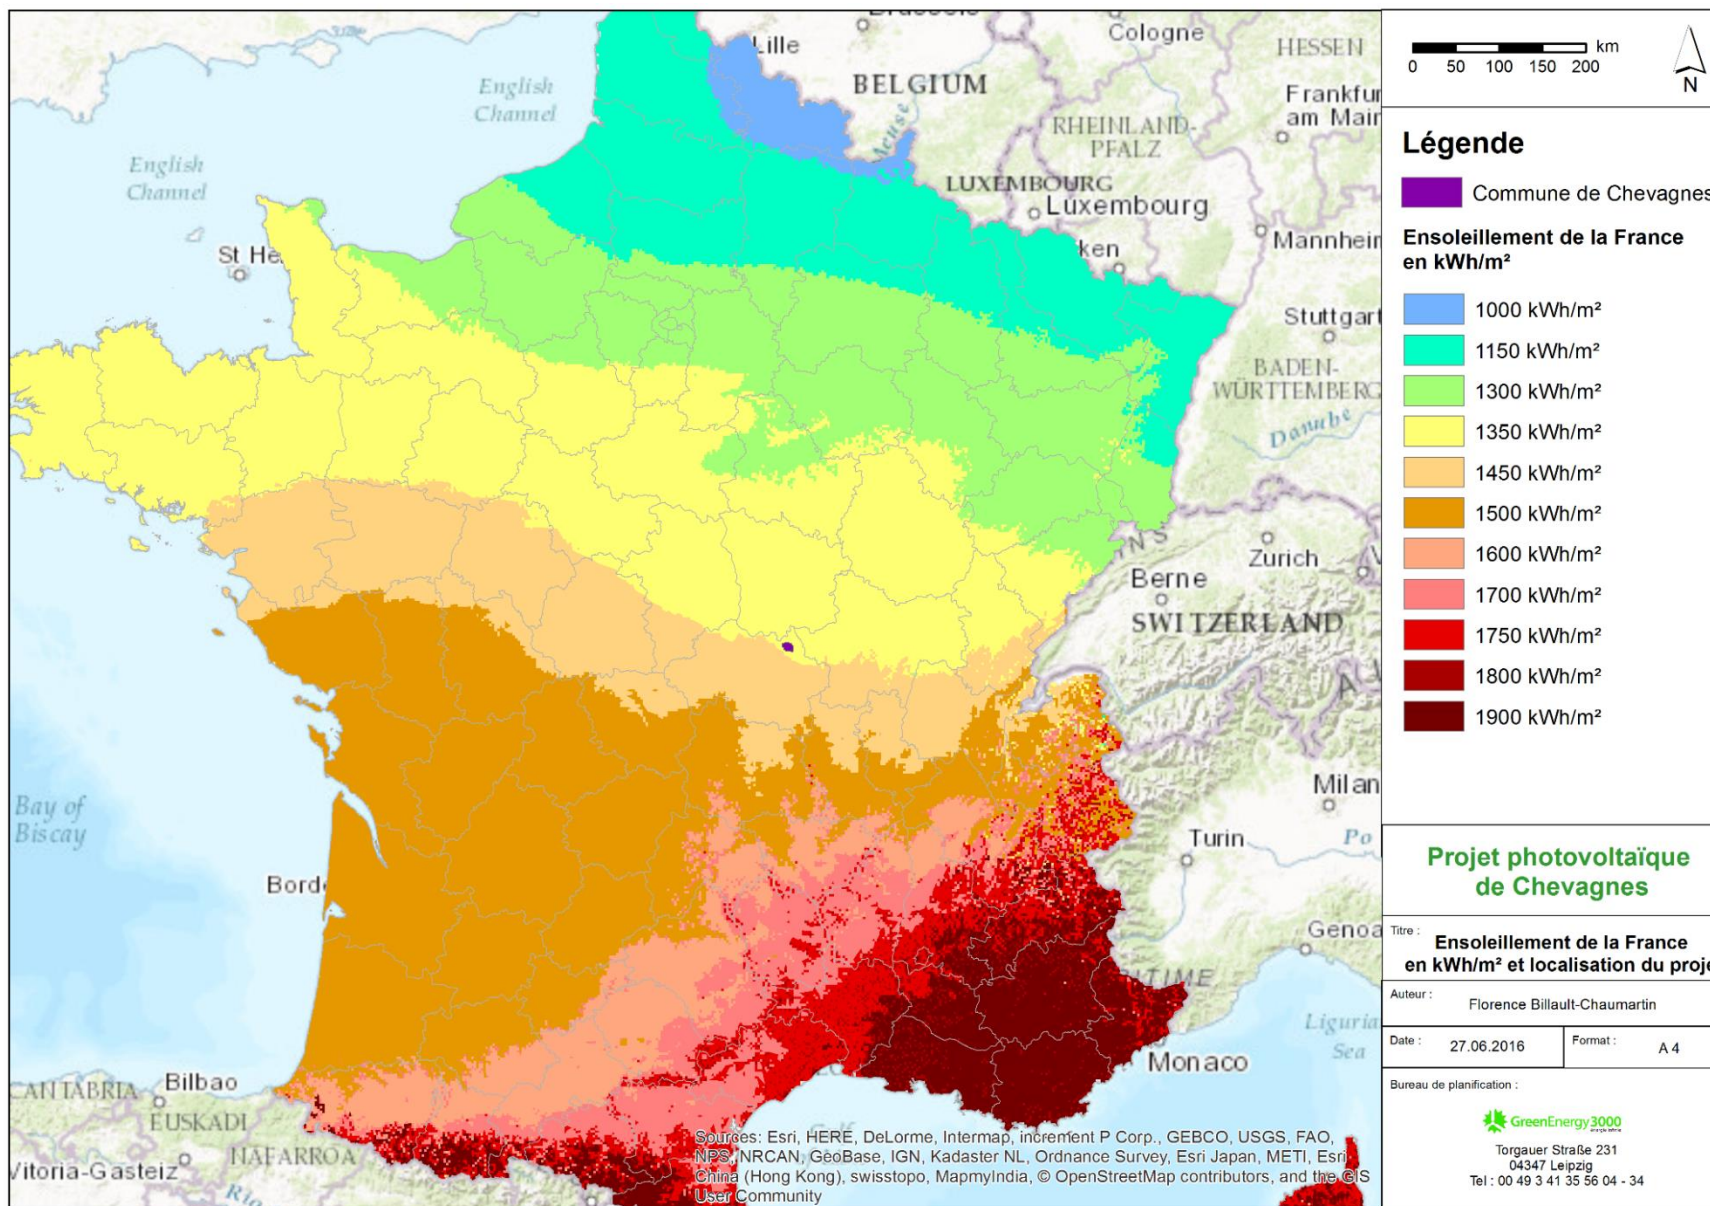 Lille
Cologne
HESSEN
English
Channel
BELGIUM
Meuse
RHEINLAND-
PFALZ
English
Channel
LUXEMBOURG
Luxembourg
St He
ken
Stuttgart
BADEN-
WÜRTTEMBERG
Danube
Zurich
Berne
SWITZERLAND
Milan
Bay of
Biscay
Turin
Po
Bord
Genoa
Liguria
Sea
Monaco
CANTABRIA
Bilbao
EUSKADI
NAFARROA
Vitoria-Gasteiz
Gulf
Sources: Esri, HERE, DeLorme, Intermap, increment P Corp., GEBCO, USGS, FAO,
NPS, NRCAN, GeoBase, IGN, Kadaster NL, Ordnance Survey, Esri Japan, METI, Esri
China (Hong Kong), swisstopo, MapmyIndia, © OpenStreetMap contributors, and the GIS
User Community
0 50 100 150 200 km
N
Légende
Commune de Chevagnes
Ensoleillement de la France
en kWh/m²
1000 kWh/m²
1150 kWh/m²
1300 kWh/m²
1350 kWh/m²
1450 kWh/m²
1500 kWh/m²
1600 kWh/m²
1700 kWh/m²
1750 kWh/m²
1800 kWh/m²
1900 kWh/m²
Projet photovoltaïque
de Chevagnes
Titre :
Ensoleillement de la France
en kWh/m² et localisation du proje
Auteur : Florence Billault-Chaumartin
Date : 27.06.2016 Format : A 4
Bureau de planification :
GreenEnergy3000
Torgauer Straße 231
04347 Leipzig
Tel : 00 49 3 41 35 56 04 - 34